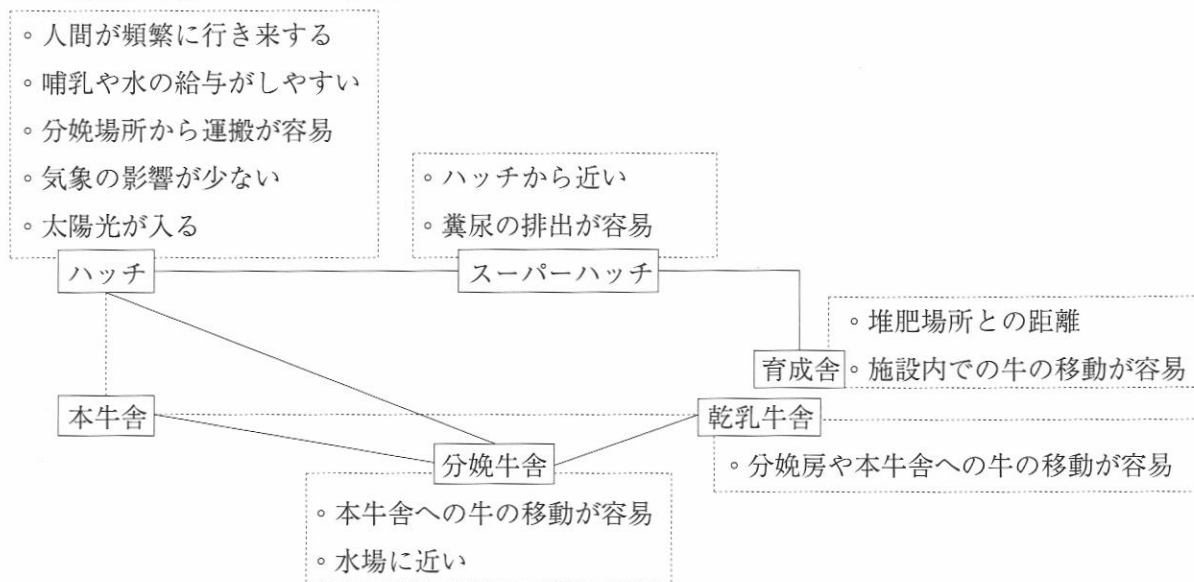 。人間が頻繁に行き来する
。哺乳や水の給与がしやすい
。分娩場所から運搬が容易
。気象の影響が少ない
。太陽光が入る
。ハッチから近い
。糞尿の排出が容易
ハッチ
スーパーハッチ
。堆肥場所との距離
育成舎
。施設内での牛の移動が容易
本牛舎
乾乳牛舎
分娩牛舎
。分娩房や本牛舎への牛の移動が容易
。本牛舎への牛の移動が容易
。水場に近い